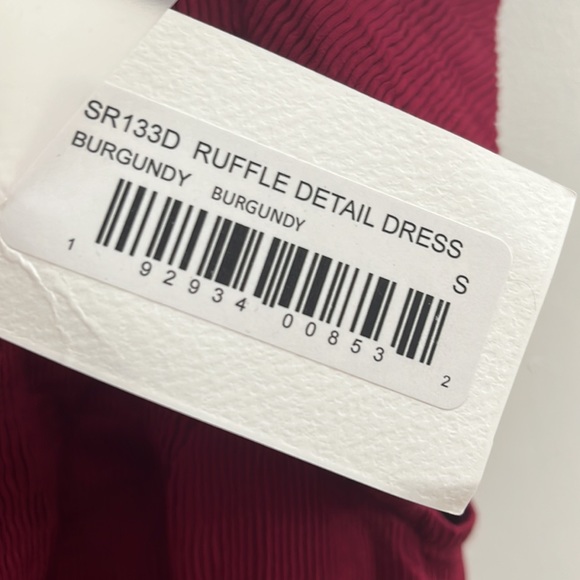 SR133D RUFFLE DETAIL DRESS
BURGUNDY BURGUNDY
S
1 92934 00853 2